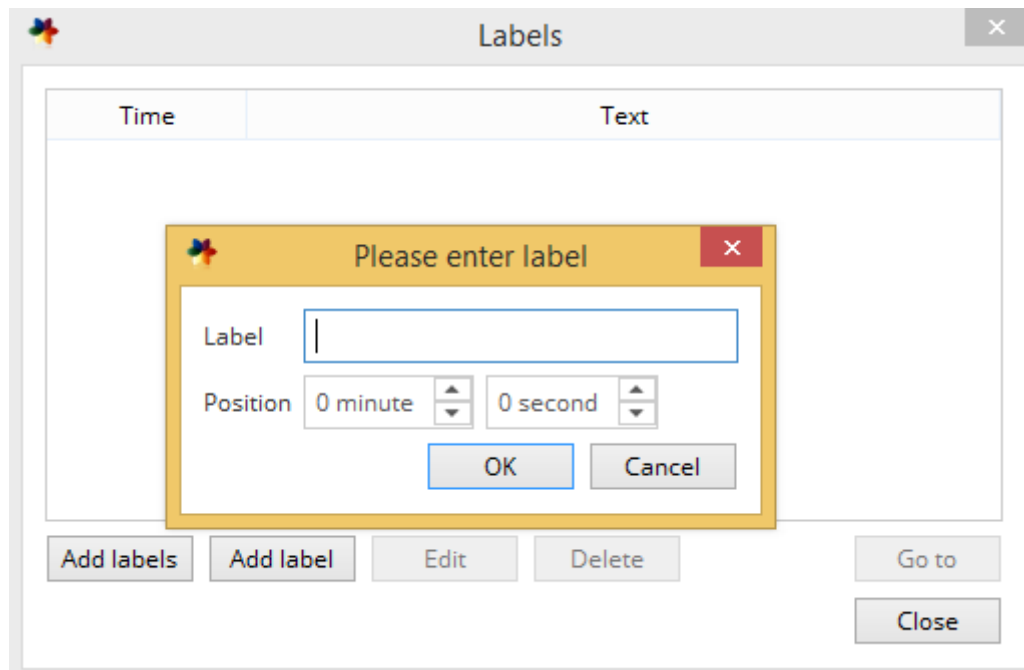 Labels
Time Text
Please enter label
Label
Position 0 minute 0 second
OK Cancel
Add labels Add label Edit Delete Go to
Close